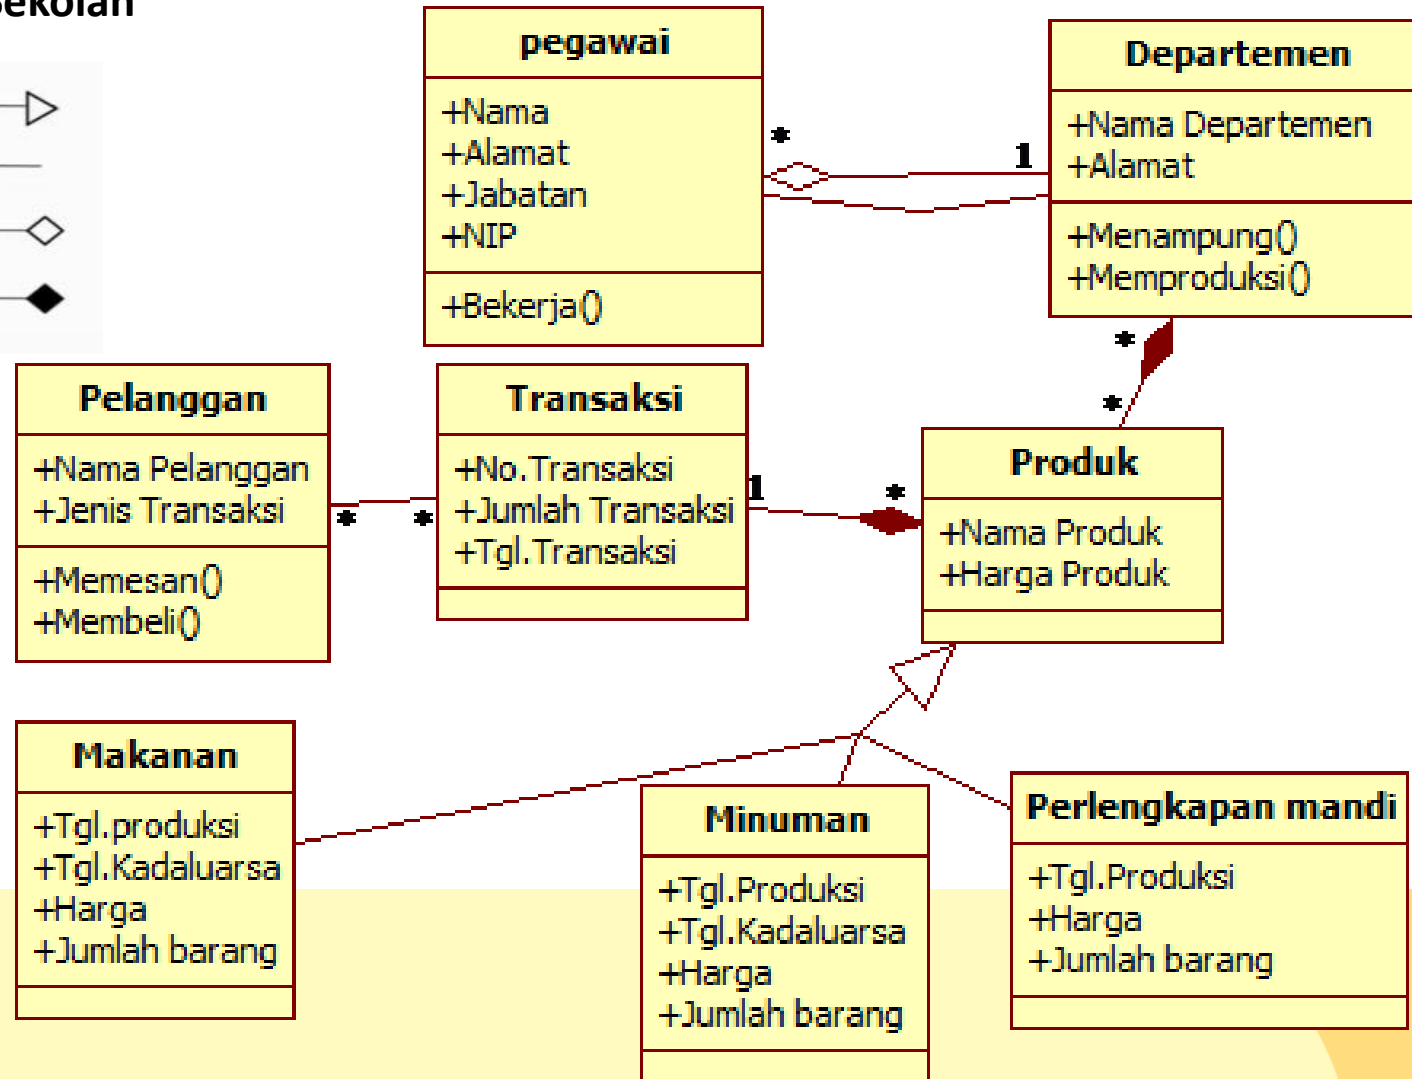 Sekolah
pegawai
+Nama
+Alamat
+Jabatan
+NIP
+Bekerja()
*
1
Departemen
+Nama Departemen
+Alamat
+Menampung()
+Memproduksi()
*
*
Pelanggan
+Nama Pelanggan
+Jenis Transaksi
+Memesan()
+Membeli()
*
*
Transaksi
+No.Transaksi
+Jumlah Transaksi
+Tgl.Transaksi
1
*
Produk
+Nama Produk
+Harga Produk
Makanan
+Tgl.produksi
+Tgl.Kadaluarsa
+Harga
+Jumlah barang
Minuman
+Tgl.Produksi
+Tgl.Kadaluarsa
+Harga
+Jumlah barang
Perlengkapan mandi
+Tgl.Produksi
+Harga
+Jumlah barang